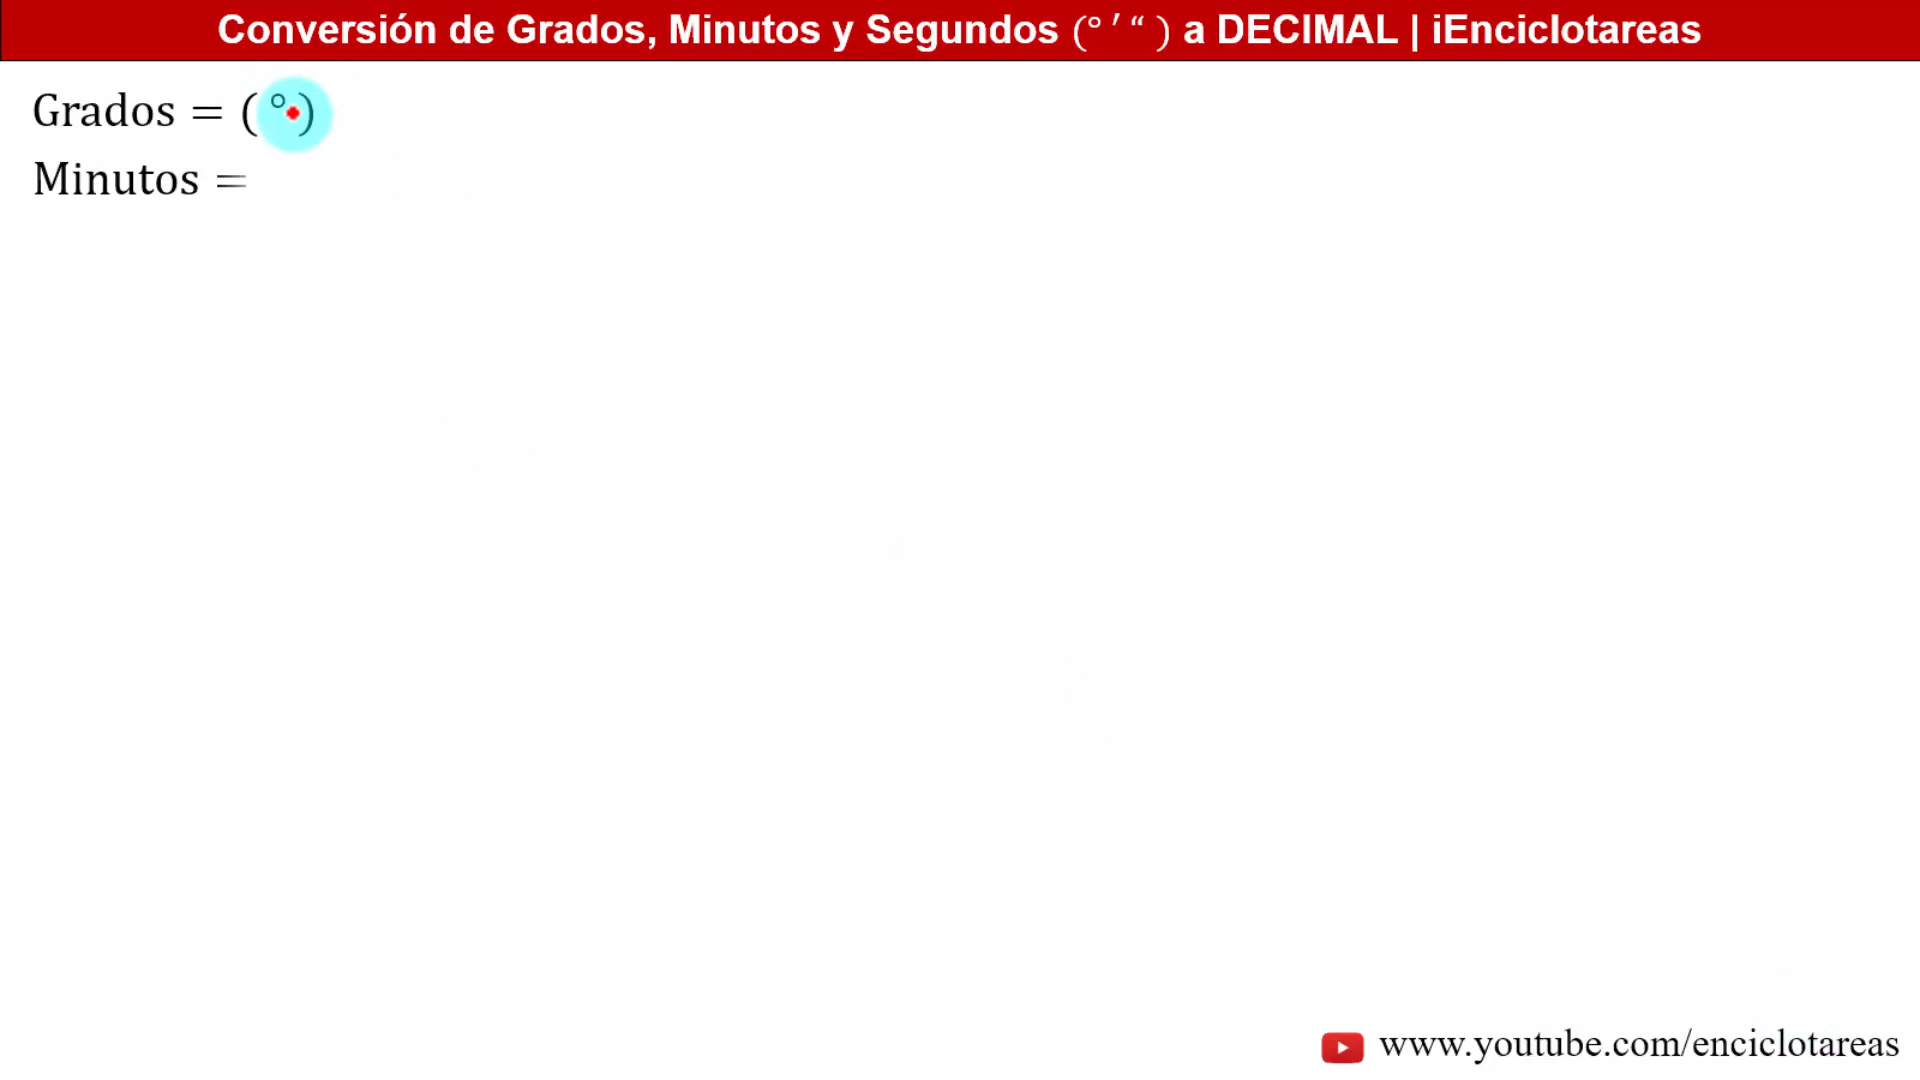 Conversión de Grados, Minutos y Segundos (° ′ “ ) a DECIMAL | iEnciclotareas
Grados = ( ° )
Minutos =
www.youtube.com/enciclotareas